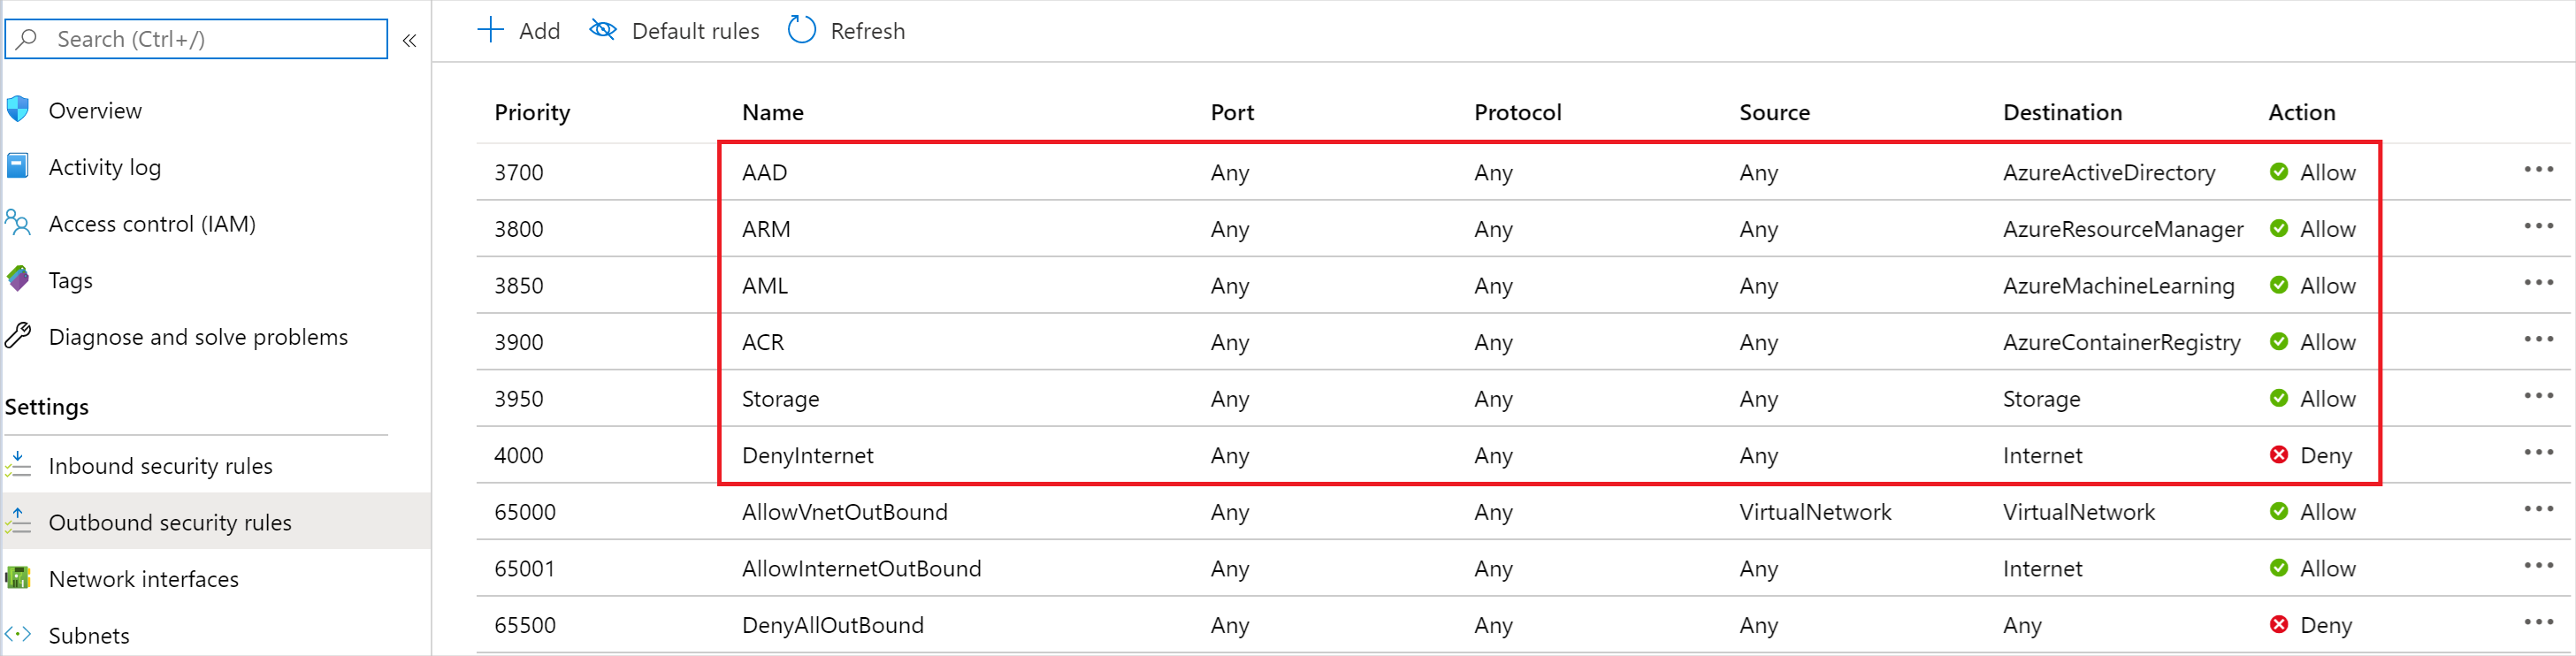 Search (Ctrl+/)
«
Overview
Activity log
Access control (IAM)
Tags
Diagnose and solve problems
Settings
Inbound security rules
Outbound security rules
Network interfaces
Subnets
Add Default rules Refresh
Priority Name Port Protocol Source Destination Action
3700 AAD Any Any Any AzureActiveDirectory Allow
3800 ARM Any Any Any AzureResourceManager Allow
3850 AML Any Any Any AzureMachineLearning Allow
3900 ACR Any Any Any AzureContainerRegistry Allow
3950 Storage Any Any Any Storage Allow
4000 DenyInternet Any Any Any Internet Deny
65000 AllowVnetOutBound Any Any VirtualNetwork VirtualNetwork Allow
65001 AllowInternetOutBound Any Any Any Internet Allow
65500 DenyAllOutBound Any Any Any Any Deny